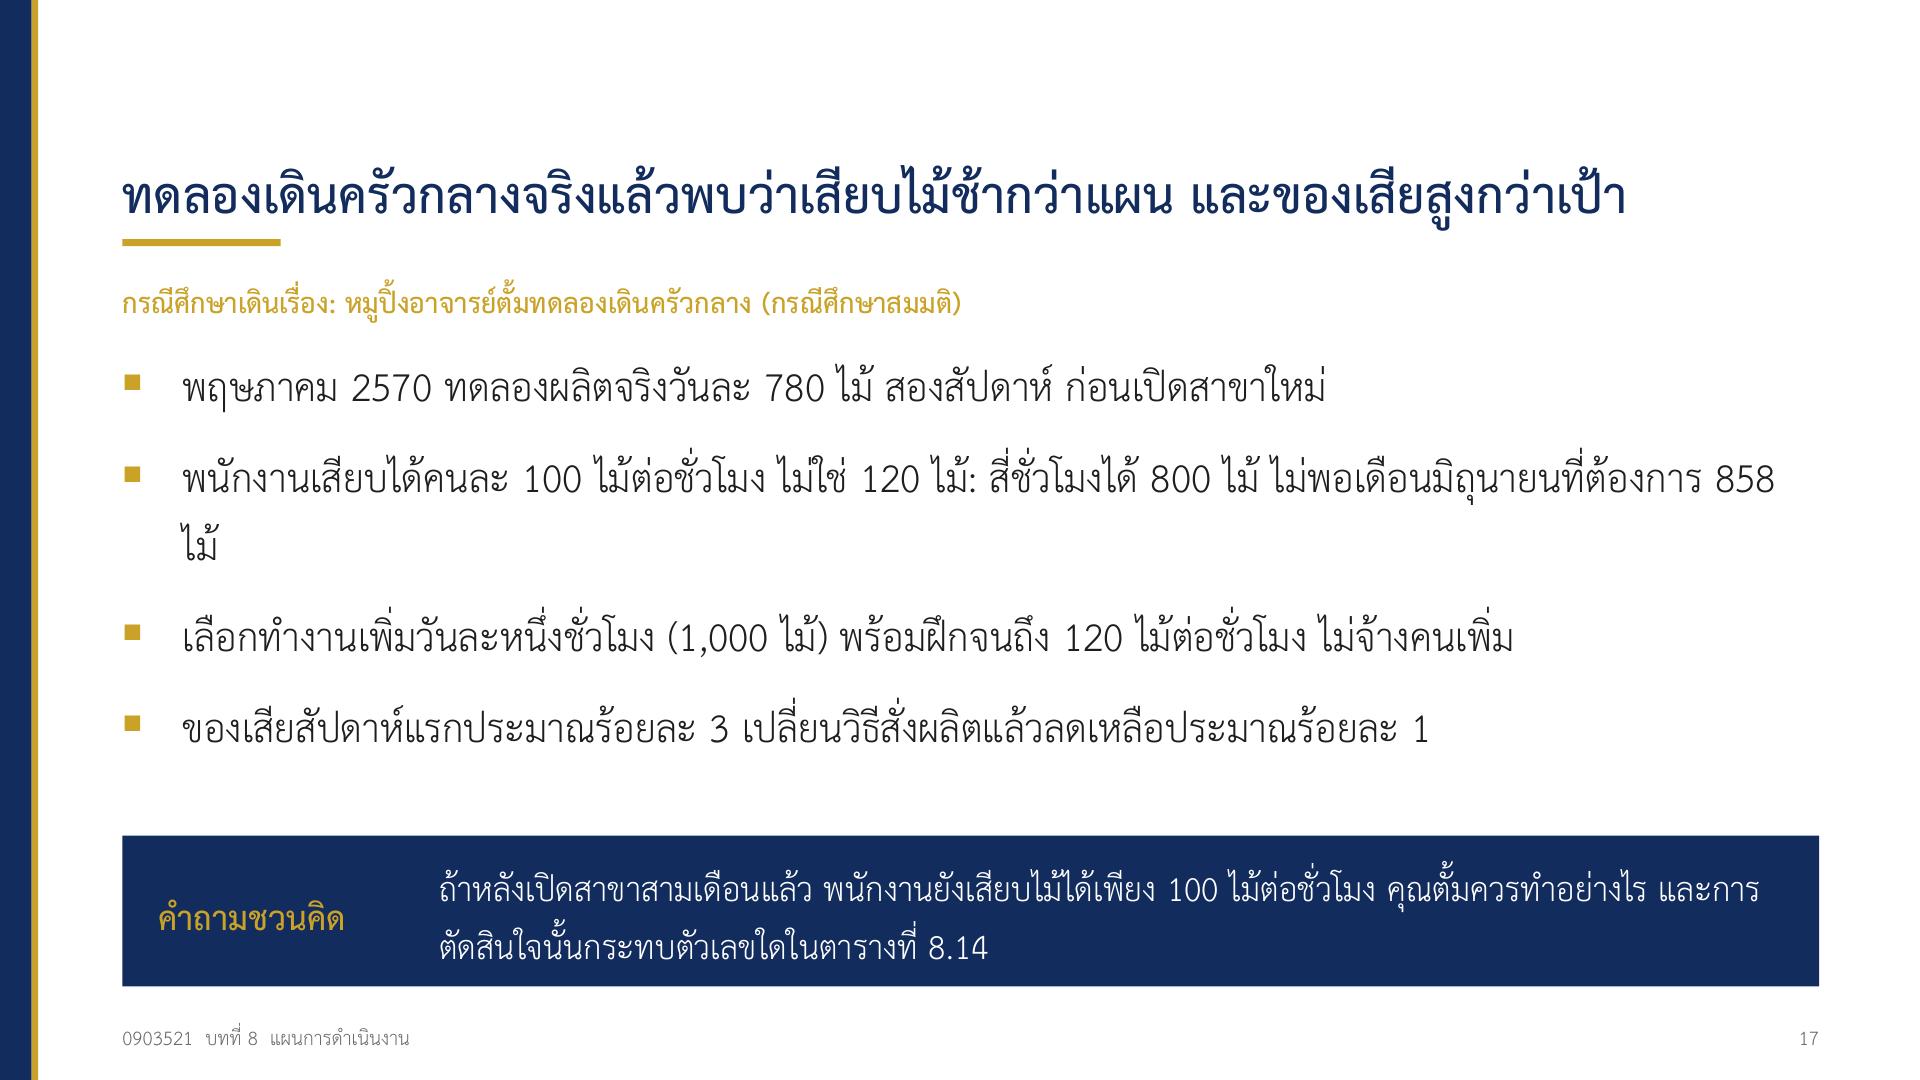 ทดลองเดินครัวกลางจริงแล้วพบว่าเสียบไม้ช้ากว่าแผน และของเสียสูงกว่าเป้า
กรณีศึกษาเดินเรื่อง: หมูปิ้งอาจารย์ตั้มทดลองเดินครัวกลาง (กรณีศึกษาสมมติ)
พฤษภาคม 2570 ทดลองผลิตจริงวันละ 780 ไม้ สองสัปดาห์ ก่อนเปิดสาขาใหม่
พนักงานเสียบได้คนละ 100 ไม้ต่อชั่วโมง ไม่ใช่ 120 ไม้: สี่ชั่วโมงได้ 800 ไม้ ไม่พอเดือนมิถุนายนที่ต้องการ 858
ไม้
เลือกทำงานเพิ่มวันละหนึ่งชั่วโมง (1,000 ไม้) พร้อมฝึกจนถึง 120 ไม้ต่อชั่วโมง ไม่จ้างคนเพิ่ม
ของเสียสัปดาห์แรกประมาณร้อยละ 3 เปลี่ยนวิธีสั่งผลิตแล้วลดเหลือประมาณร้อยละ 1
คำถามชวนคิด
ถ้าหลังเปิดสาขาสามเดือนแล้ว พนักงานยังเสียบไม้ได้เพียง 100 ไม้ต่อชั่วโมง คุณตั้มควรทำอย่างไร และการ
ตัดสินใจนั้นกระทบตัวเลขใดในตารางที่ 8.14
0903521 บทที่ 8 แผนการดำเนินงาน
17